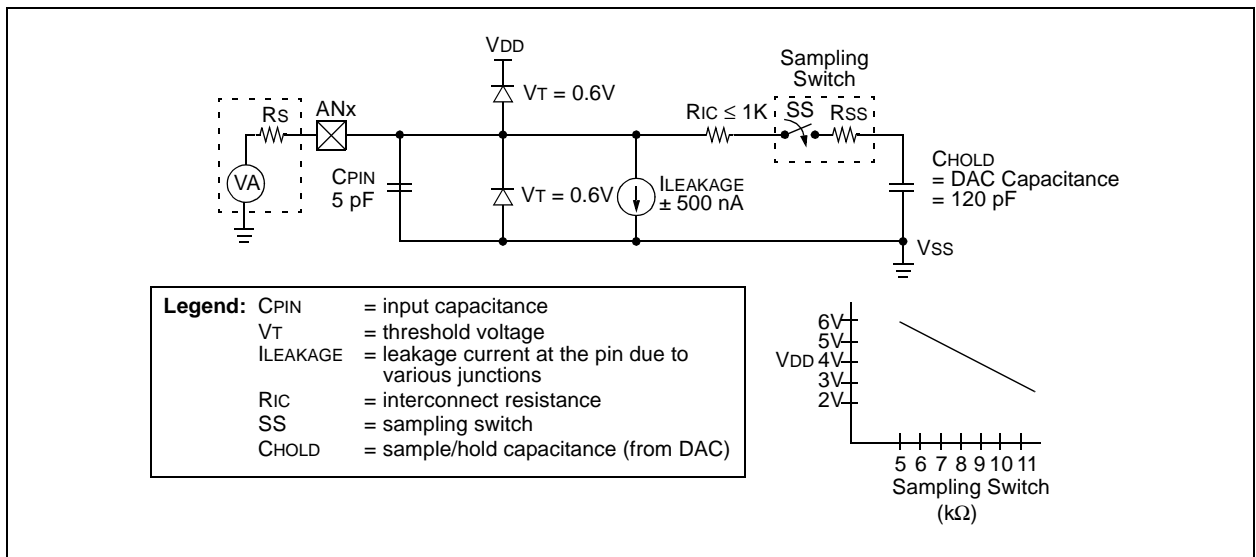 VDD
Sampling
Switch
VT = 0.6V
RS
ANx
RIC ≤ 1K
SS
RSS
VA
CPIN
5 pF
VT = 0.6V
ILEAKAGE
± 500 nA
CHOLD
= DAC Capacitance
= 120 pF
VSS
Legend: CPIN = input capacitance
VT = threshold voltage
ILEAKAGE = leakage current at the pin due to
various junctions
RIC = interconnect resistance
SS = sampling switch
CHOLD = sample/hold capacitance (from DAC)
6V
5V
VDD 4V
3V
2V
5 6 7 8 9 10 11
Sampling Switch
(kΩ)